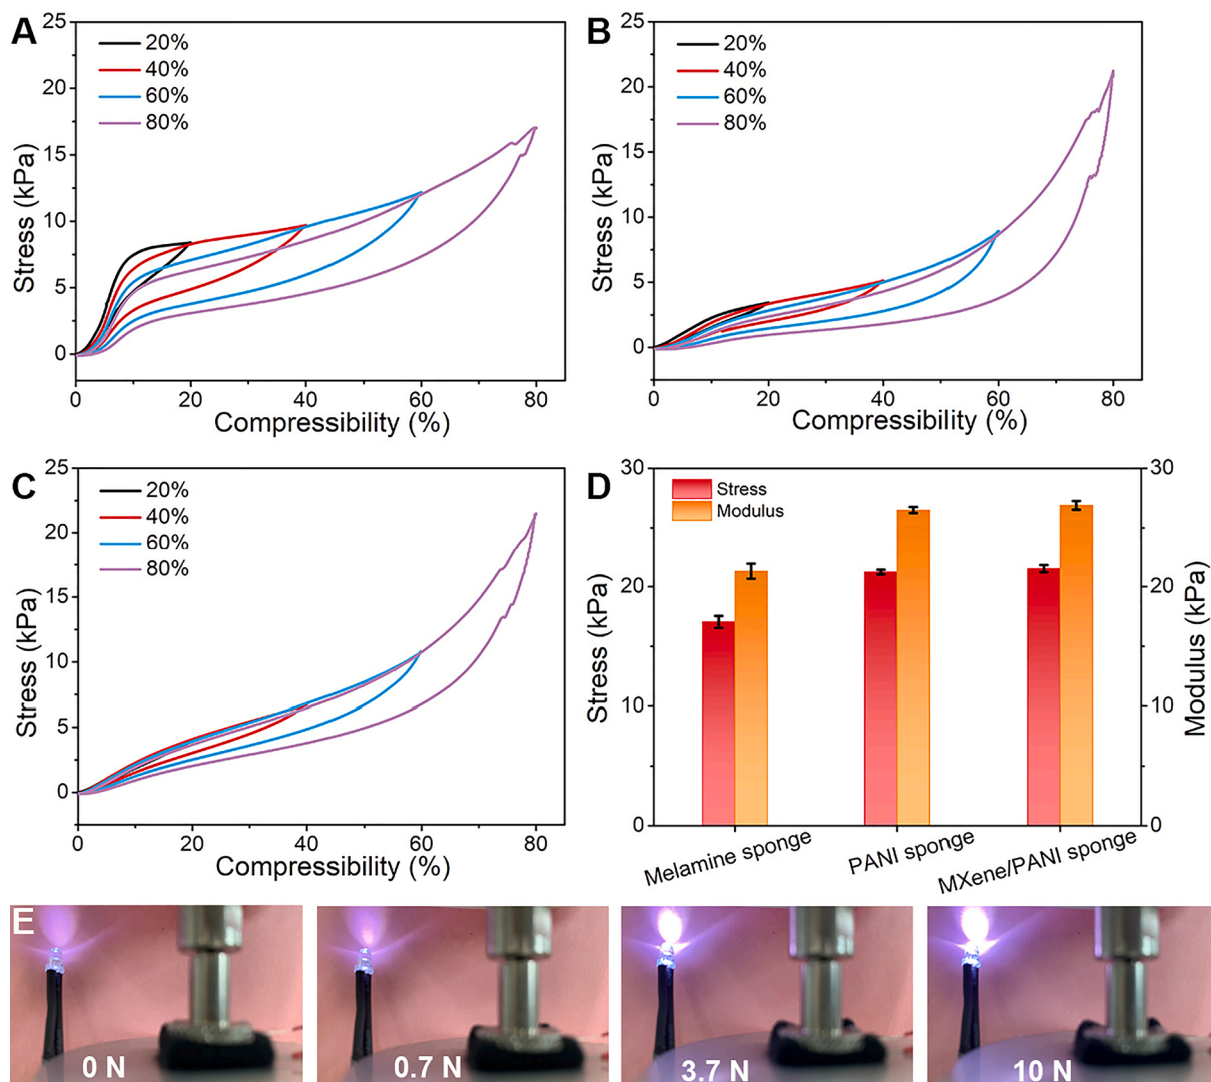 A
20%
40%
60%
80%
Stress (kPa)
25
20
15
10
5
0
0 20 40 60 80
Compressibility (%)
B
20%
40%
60%
80%
Stress (kPa)
25
20
15
10
5
0
0 20 40 60 80
Compressibility (%)
C
20%
40%
60%
80%
Stress (kPa)
25
20
15
10
5
0
0 20 40 60 80
Compressibility (%)
D
Stress
Modulus
Stress (kPa)
30
20
10
0
30
20
10
0
Modulus (kPa)
Melamine sponge
PANI sponge
MXene/PANI sponge
E
0 N
0.7 N
3.7 N
10 N